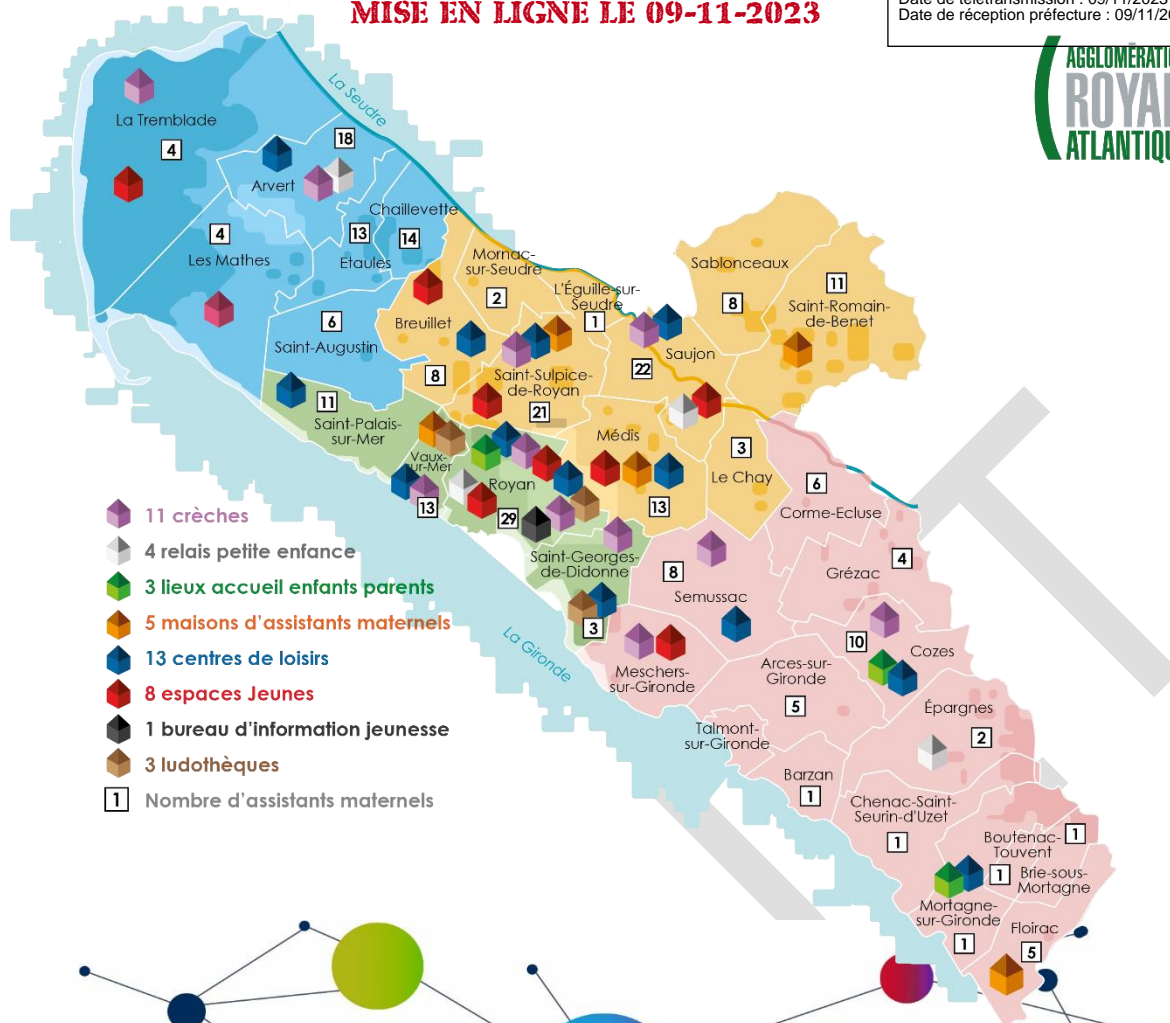 MISE EN LIGNE LE 09-11-2023
Date de télétransmission : 09/11/2023
Date de réception préfecture : 09/11/20
AGGLOMÉRATIO
ROYAN
ATLANTIQU
La Seudre
La Tremblade
4
18
Arvert
Chaillevette
4
13
14
Les Mathes
Etaules
Mornac-
sur-Seudre
2
L'Éguille-sur-
Seudre
1
Sablonceaux
8
11
Saint-Romain-
de-Benet
Breuillet
6
Saint-Augustin
8
Saujon
22
Saint-Sulpice-
de-Royan
21
11
Saint-Palais-
sur-Mer
Médis
3
Le Chay
Vaux-
sur-Mer
Royan
13
29
13
6
Corme-Ecluse
11 crèches
4 relais petite enfance
3 lieux accueil enfants parents
5 maisons d'assistants maternels
13 centres de loisirs
8 espaces Jeunes
1 bureau d'information jeunesse
3 ludothèques
1 Nombre d'assistants maternels
Saint-Georges-
de-Didonne
3
8
Semussac
4
Grézac
La Gironde
10
Cozes
Meschers-
sur-Gironde
Arces-sur-
Gironde
5
Épargnes
2
Talmont-
sur-Gironde
Barzan
1
Chenac-Saint-
Seurin-d'Uzet
1
Boutenac-
Touvent
1
1
Brie-sous-
Mortagne
Mortagne-
sur-Gironde
1
Floirac
5